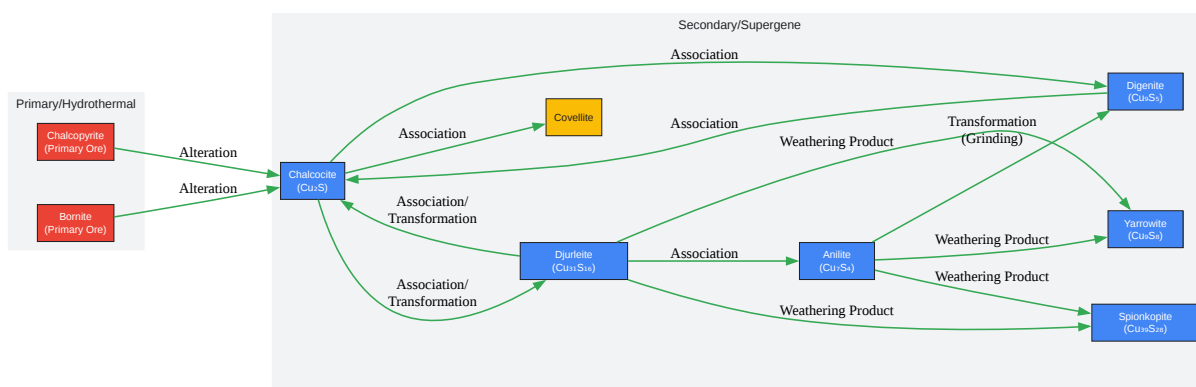 Secondary/Supergene
Primary/Hydrothermal
Chalcopyrite
(Primary Ore)
Bornite
(Primary Ore)
Alteration
Alteration
Chalcocite
(Cu₂S)
Association
Association
Association
Covellite
Association/
Transformation
Association/
Transformation
Djurleite
(Cu₃₁S₁₆)
Weathering Product
Association
Weathering Product
Anilite
(Cu₇S₄)
Transformation
(Grinding)
Weathering Product
Weathering Product
Digenite
(Cu₉S₅)
Yarrowite
(Cu₉S₈)
Spionkopite
(Cu₃₉S₂₈)